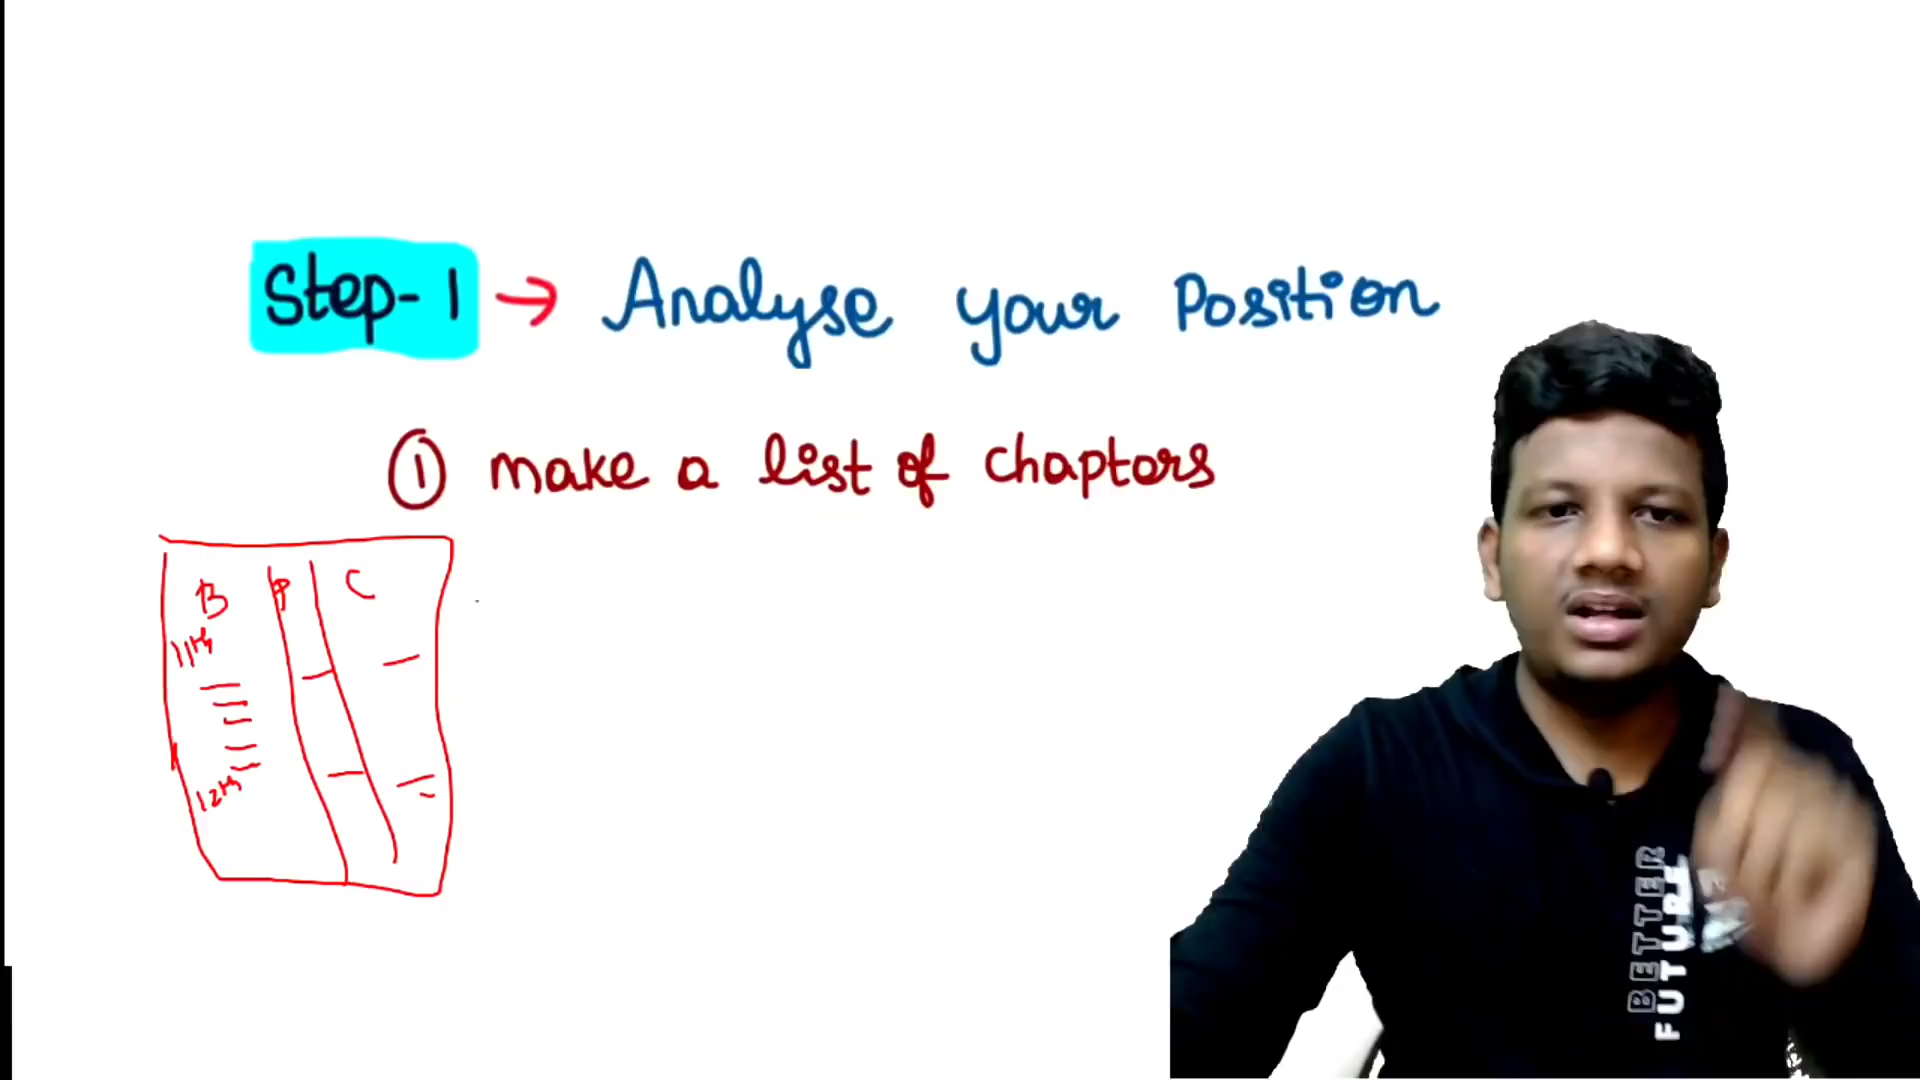 Step-1 → Analyse your Position
① make a list of chapters
B P C
11th
12th
BETTER
FUTURE